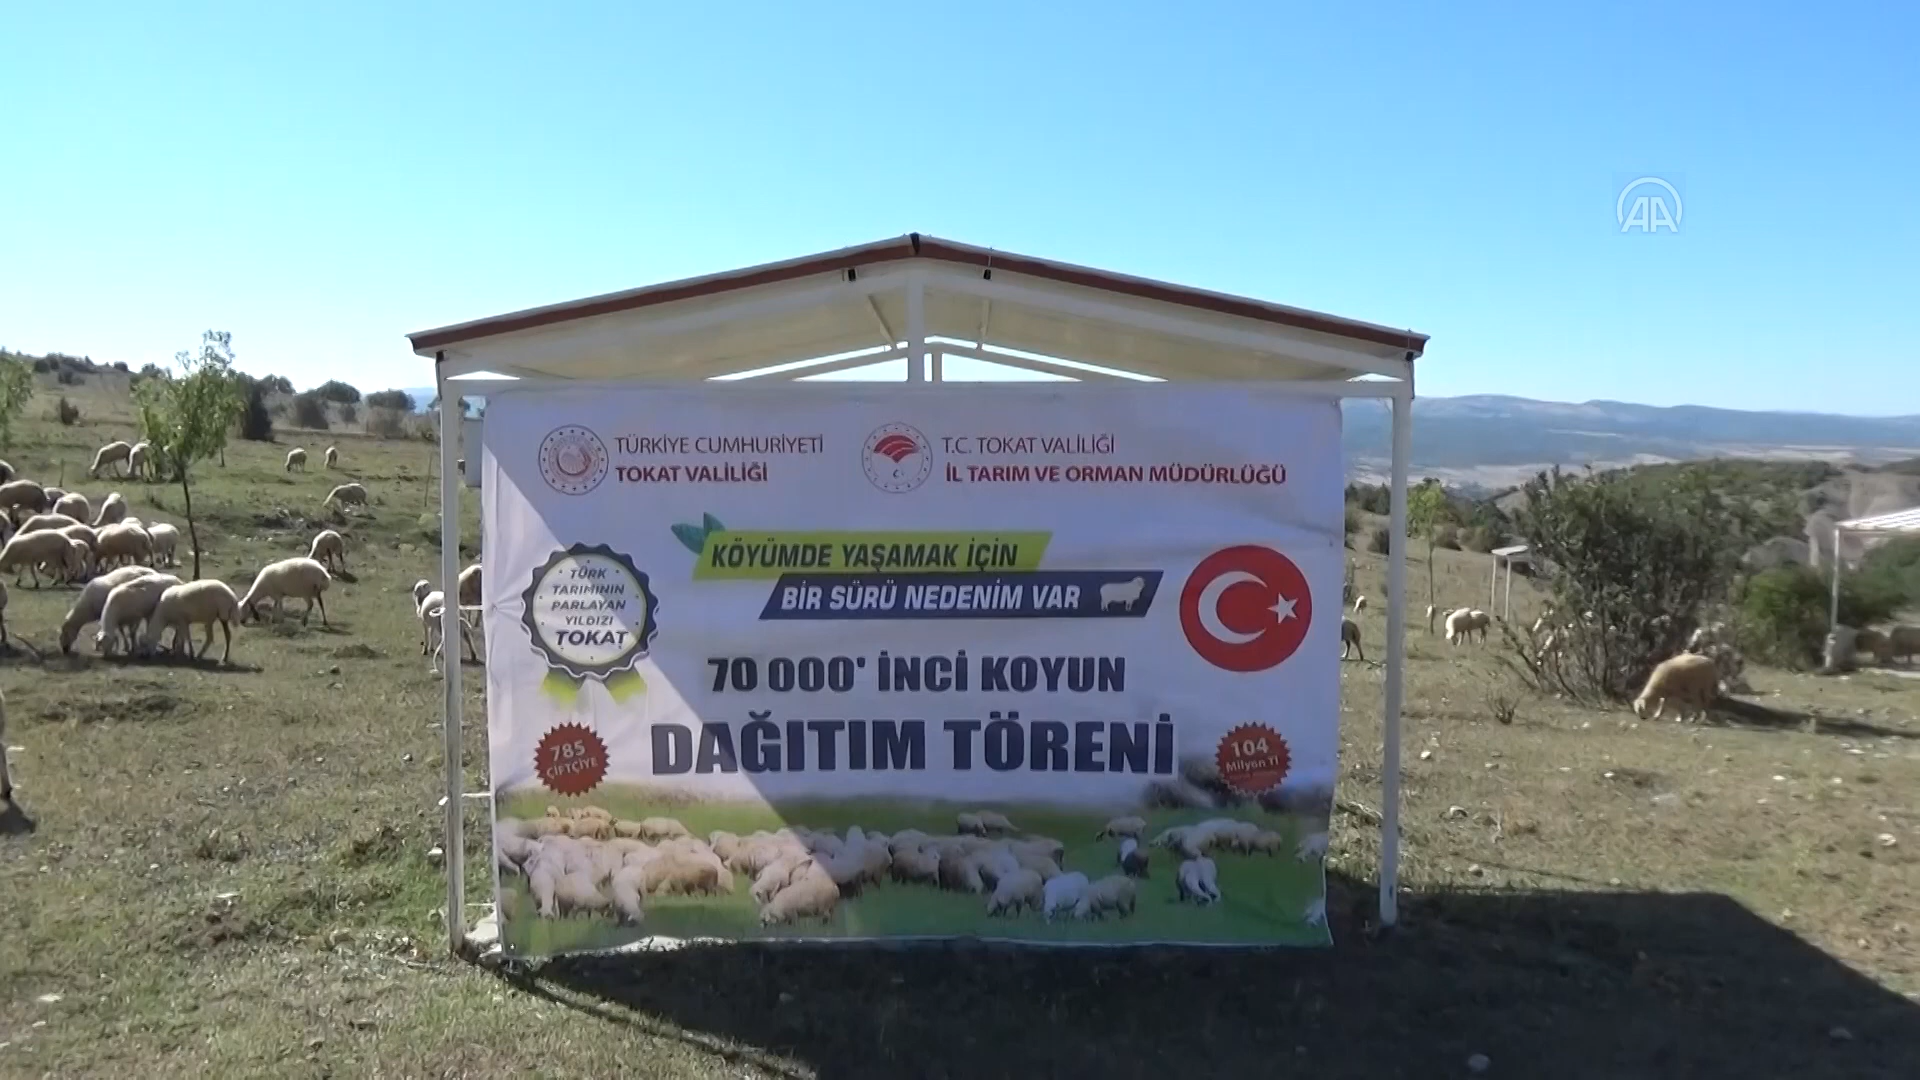 AA
TÜRKİYE CUMHURİYETİ
TOKAT VALİLİĞİ
T.C. TOKAT VALİLİĞİ
İL TARIM VE ORMAN MÜDÜRLÜĞÜ
KÖYÜMDE YAŞAMAK İÇİN
BİR SÜRÜ NEDENİM VAR
TÜRK
TARIMININ
PARLAYAN
YILDIZI
TOKAT
70 000' İNCİ KOYUN
DAĞITIM TÖRENİ
785
ÇİFTÇİYE
104
Milyon Tl